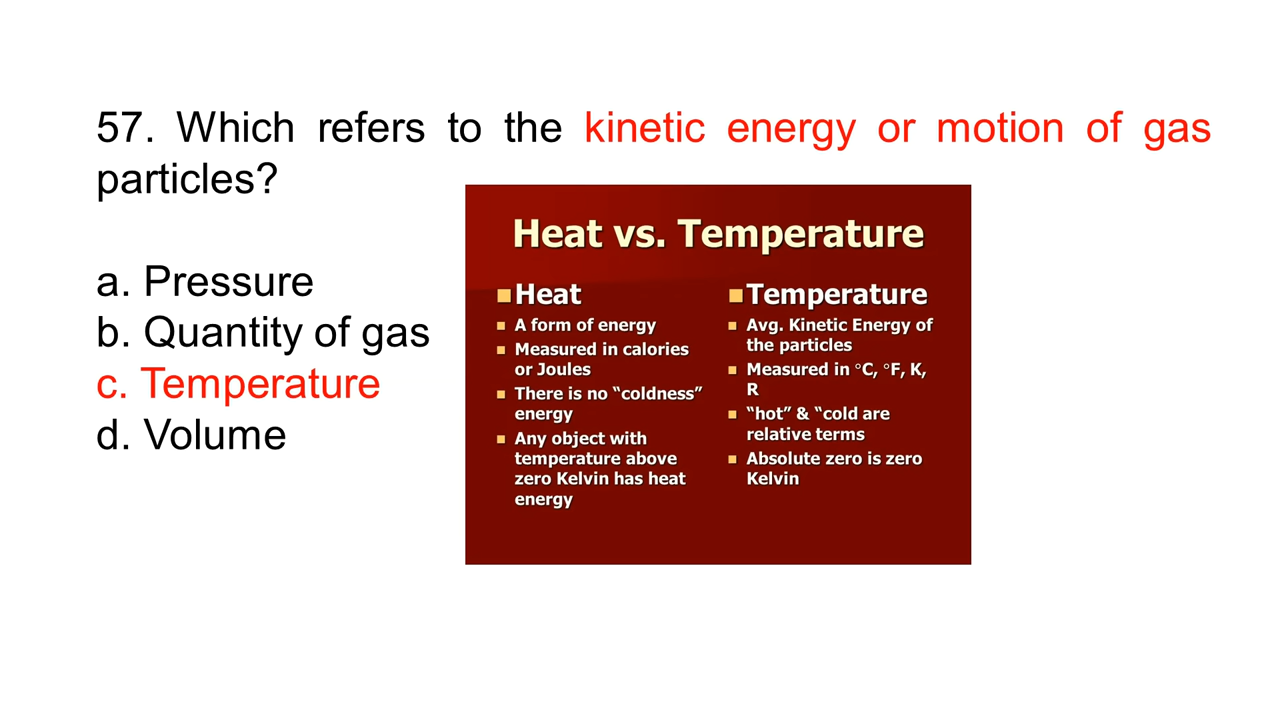 57. Which refers to the kinetic energy or motion of gas
particles?
a. Pressure
b. Quantity of gas
c. Temperature
d. Volume
Heat vs. Temperature
Heat
A form of energy
Measured in calories
or Joules
There is no “coldness”
energy
Any object with
temperature above
zero Kelvin has heat
energy
Temperature
Avg. Kinetic Energy of
the particles
Measured in °C, °F, K,
R
“hot” & “cold are
relative terms
Absolute zero is zero
Kelvin